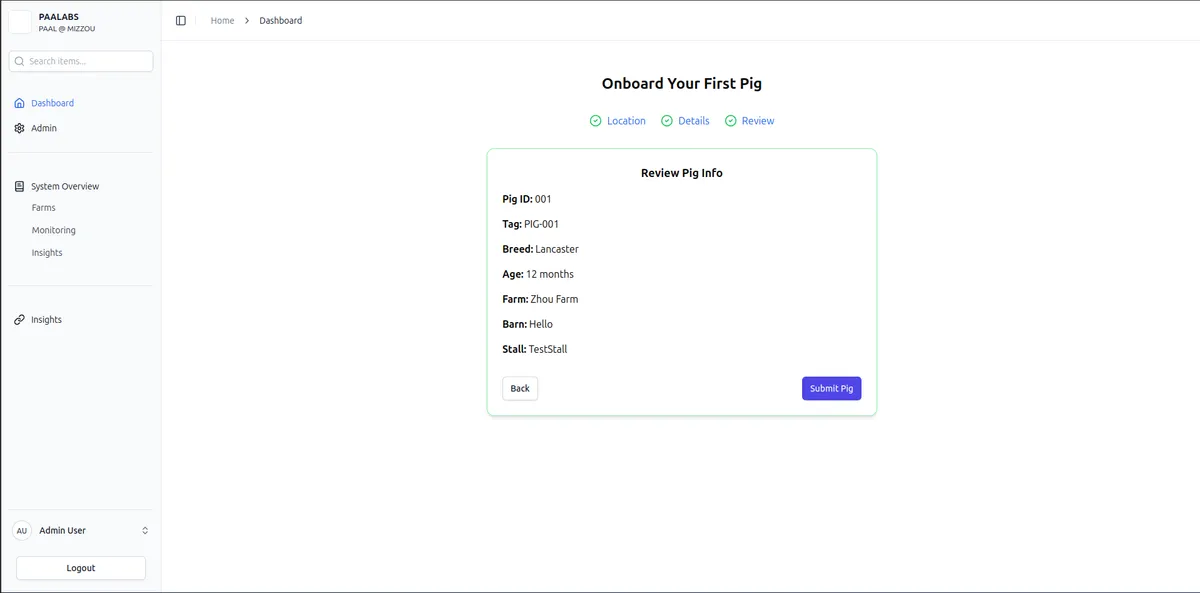 PAALABS
PAAL @ MIZZOU
Search items...
Dashboard
Admin
System Overview
Farms
Monitoring
Insights
Insights
AU Admin User
Logout
Home > Dashboard
Onboard Your First Pig
Location Details Review
Review Pig Info
Pig ID: 001
Tag: PIG-001
Breed: Lancaster
Age: 12 months
Farm: Zhou Farm
Barn: Hello
Stall: TestStall
Back Submit Pig